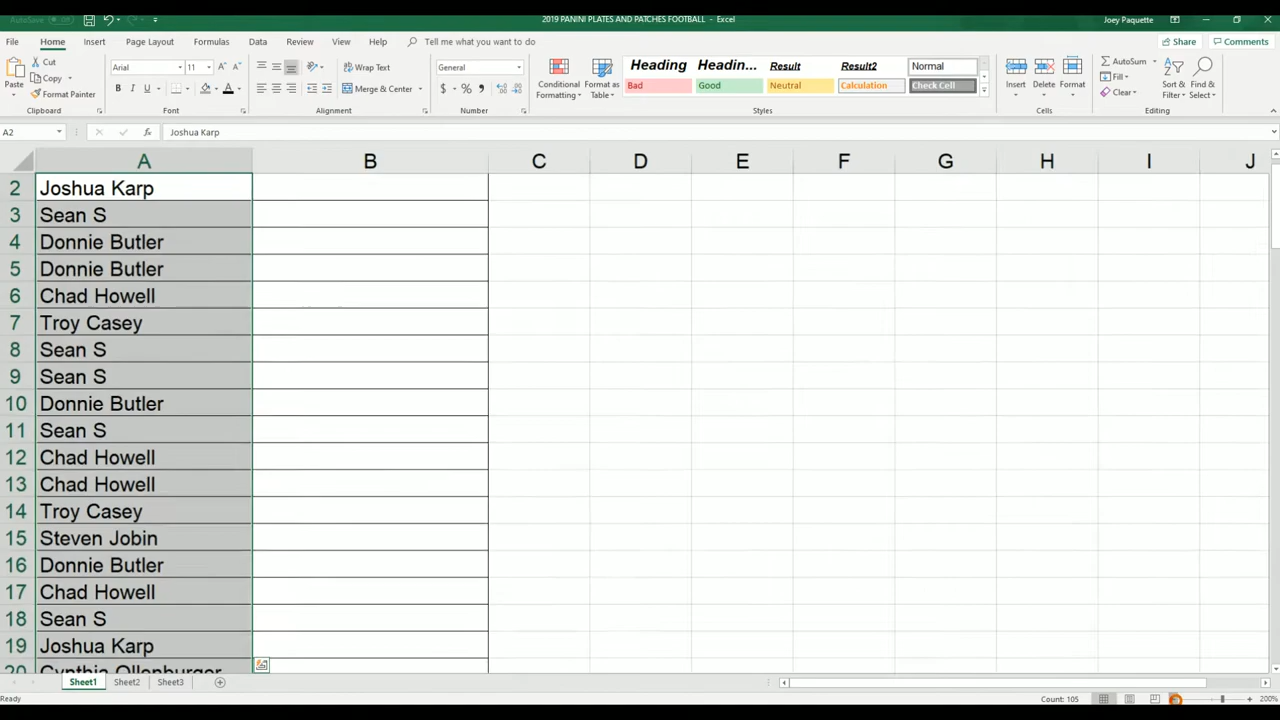 AutoSave Off 2019 PANINI PLATES AND PATCHES FOOTBALL - Excel Joey Paquette
File Home Insert Page Layout Formulas Data Review View Help Tell me what you want to do Share Comments
Cut
Copy
Format Painter
Paste
Clipboard
Arial 11
B I U
Font
Wrap Text
Merge & Center
Alignment
General
$ % ,
Number
Conditional Formatting
Format as Table
Heading Headin... Result Result2 Normal
Bad Good Neutral Calculation Check Cell
Styles
Insert Delete Format
Cells
AutoSum
Fill
Clear
Sort & Filter
Find & Select
Editing
A2 fx Joshua Karp
A B C D E F G H I J
2 Joshua Karp
3 Sean S
4 Donnie Butler
5 Donnie Butler
6 Chad Howell
7 Troy Casey
8 Sean S
9 Sean S
10 Donnie Butler
11 Sean S
12 Chad Howell
13 Chad Howell
14 Troy Casey
15 Steven Jobin
16 Donnie Butler
17 Chad Howell
18 Sean S
19 Joshua Karp
20 Cynthia Ollenburger
Sheet1 Sheet2 Sheet3
Ready Count: 105 200%